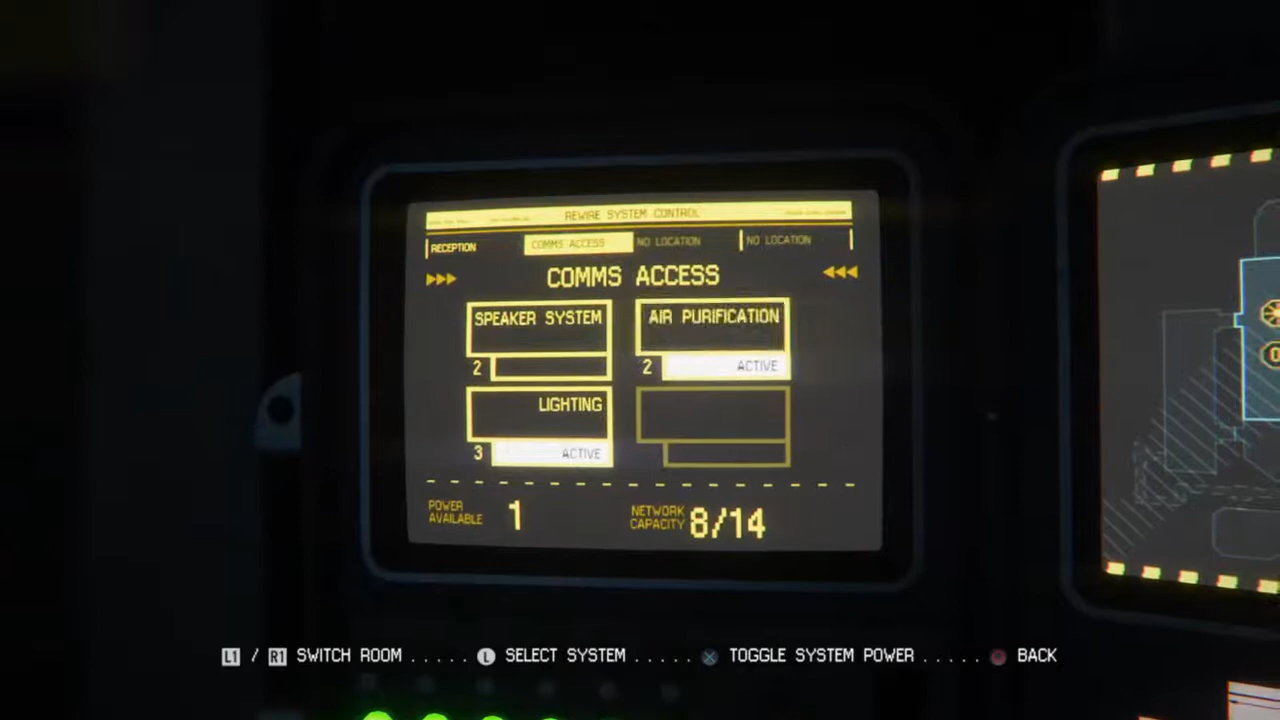 REWIRE SYSTEM CONTROL
RECEPTION COMMS ACCESS NO LOCATION NO LOCATION
COMMS ACCESS
SPEAKER SYSTEM AIR PURIFICATION
2 2 ACTIVE
LIGHTING
3 ACTIVE
POWER AVAILABLE 1 NETWORK CAPACITY 8/14
L1 / R1 SWITCH ROOM ..... L SELECT SYSTEM ..... TOGGLE SYSTEM POWER ..... BACK